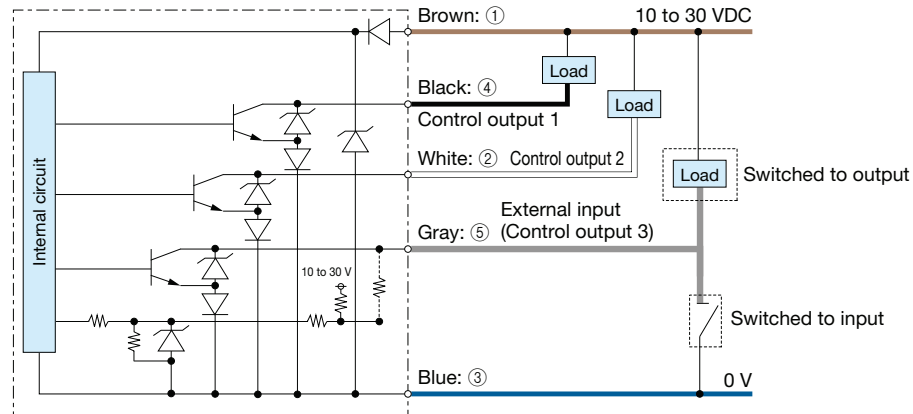 Brown: ①
10 to 30 VDC
Load
Black: ④
Load
Control output 1
White: ② Control output 2
Load
Switched to output
Internal circuit
External input
Gray: ⑤ (Control output 3)
10 to 30 V
Switched to input
Blue: ③
0 V